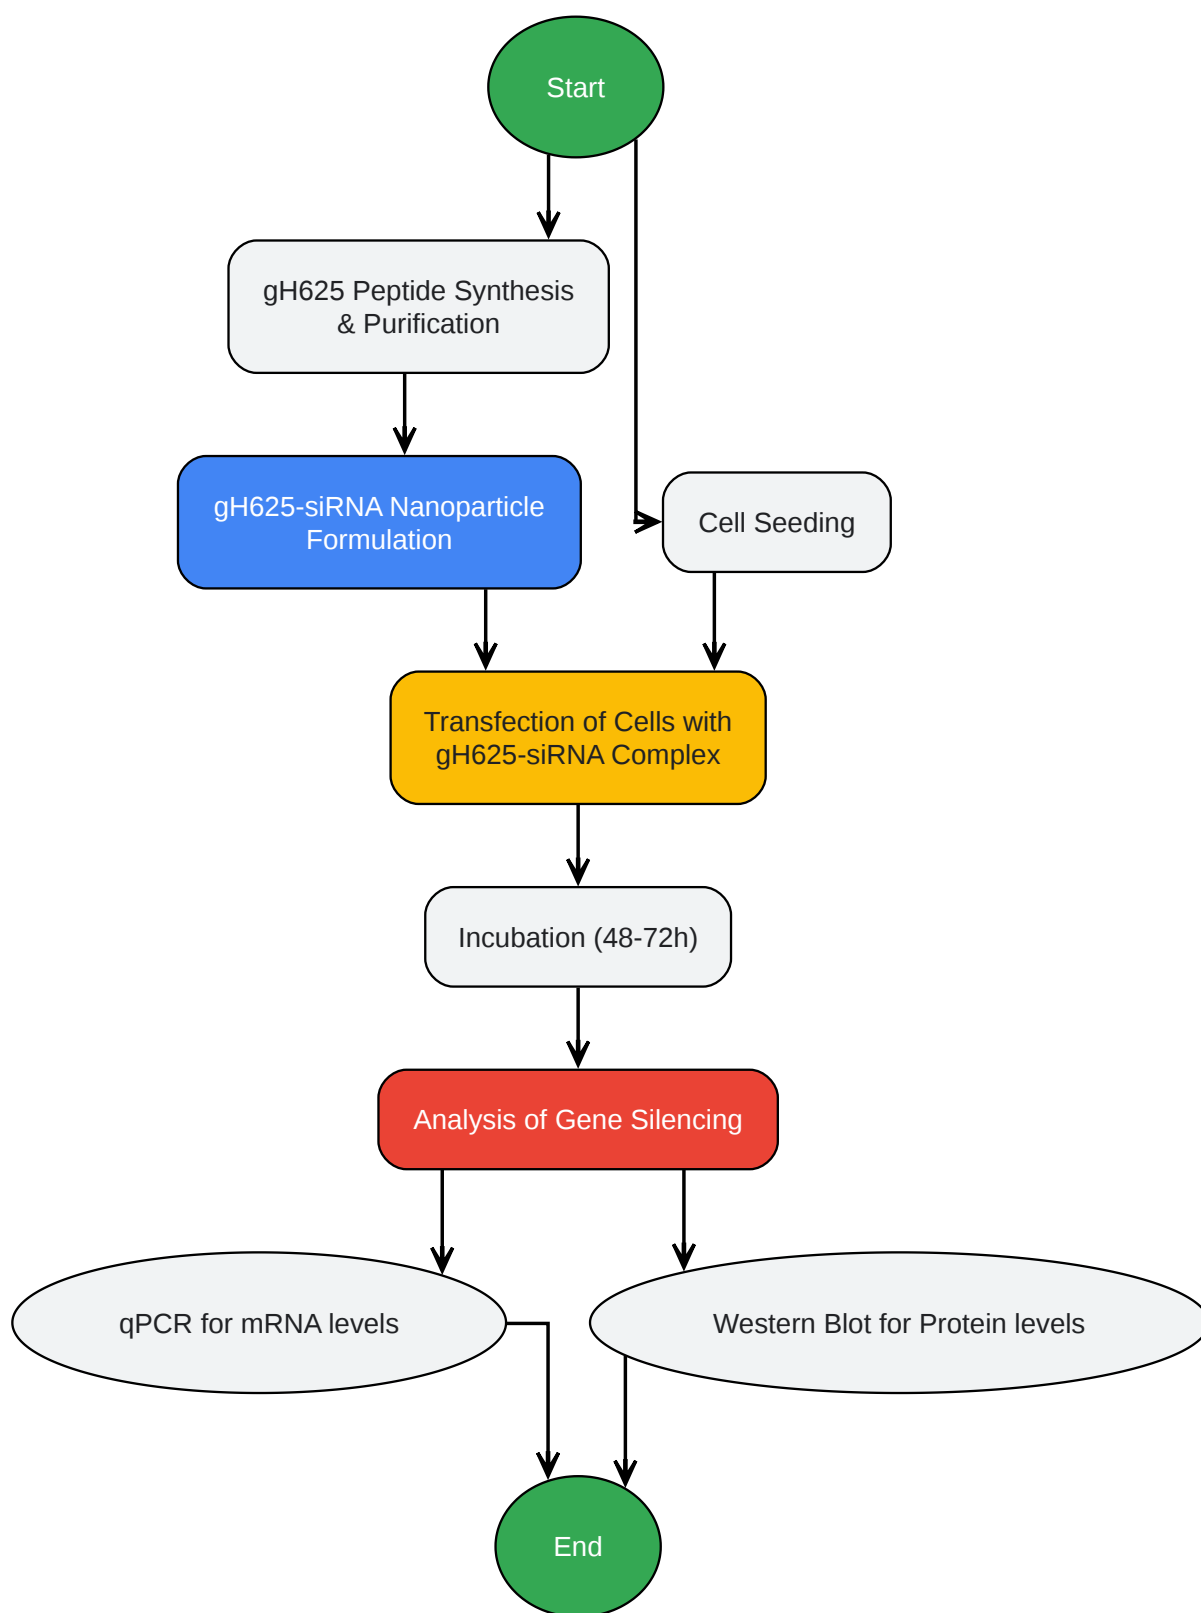 Start
gH625 Peptide Synthesis
& Purification
gH625-siRNA Nanoparticle
Formulation
Cell Seeding
Transfection of Cells with
gH625-siRNA Complex
Incubation (48-72h)
Analysis of Gene Silencing
qPCR for mRNA levels
Western Blot for Protein levels
End